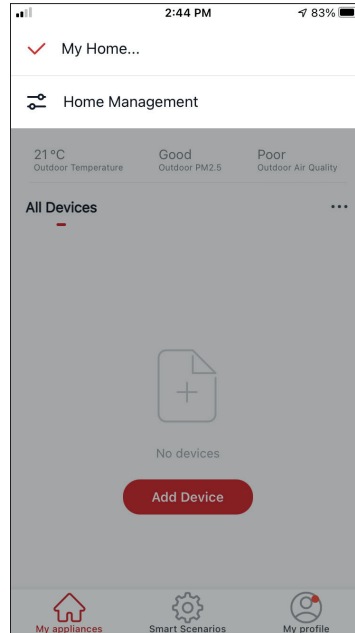 2:44 PM 83%
My Home...
Home Management
21 °C Good Poor
Outdoor Temperature Outdoor PM2.5 Outdoor Air Quality
All Devices
No devices
Add Device
My appliances Smart Scenarios My profile